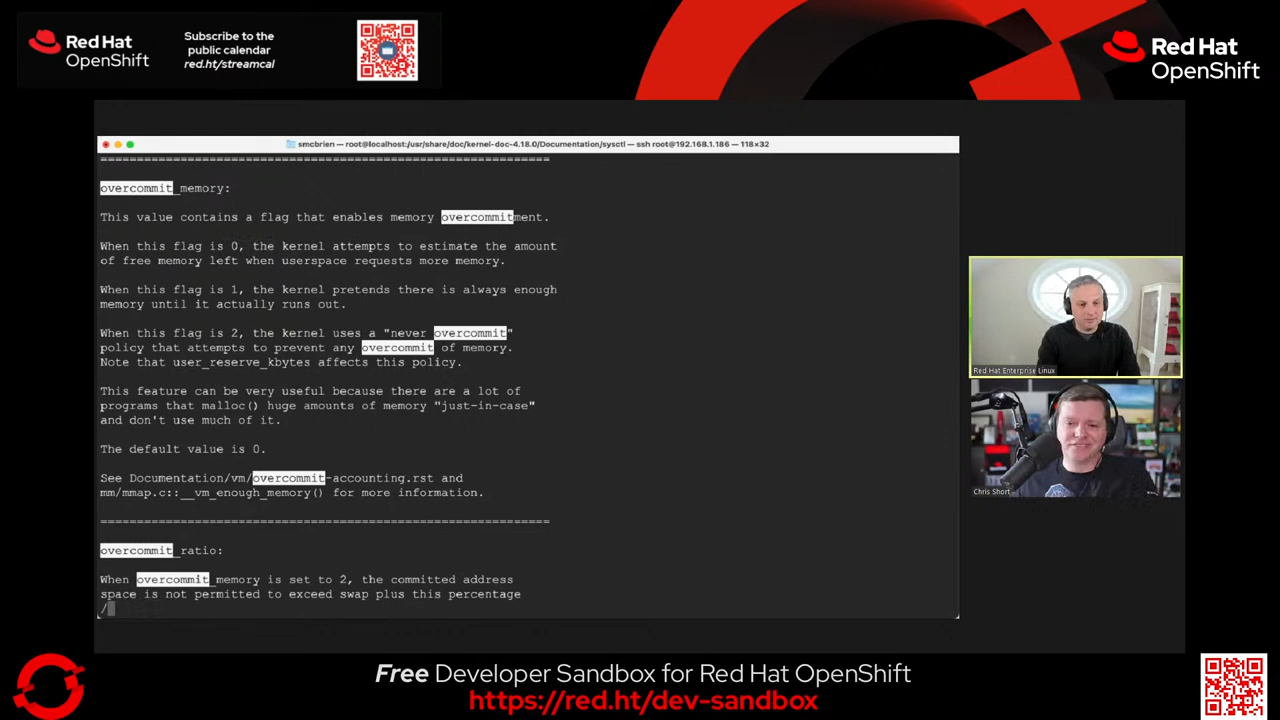 Red Hat
OpenShift
Subscribe to the
public calendar
red.ht/streamcal
Red Hat
OpenShift
smcbrien — root@localhost:/usr/share/doc/kernel-doc-4.18.0/Documentation/sysctl — ssh root@192.168.1.186 — 118×32
==============================================================
overcommit_memory:
This value contains a flag that enables memory overcommitment.
When this flag is 0, the kernel attempts to estimate the amount
of free memory left when userspace requests more memory.
When this flag is 1, the kernel pretends there is always enough
memory until it actually runs out.
When this flag is 2, the kernel uses a "never overcommit"
policy that attempts to prevent any overcommit of memory.
Note that user_reserve_kbytes affects this policy.
This feature can be very useful because there are a lot of
programs that malloc() huge amounts of memory "just-in-case"
and don't use much of it.
The default value is 0.
See Documentation/vm/overcommit-accounting.rst and
mm/mmap.c::__vm_enough_memory() for more information.
==============================================================
overcommit_ratio:
When overcommit_memory is set to 2, the committed address
space is not permitted to exceed swap plus this percentage
/
Red Hat Enterprise Linux
Chris Short
Free Developer Sandbox for Red Hat OpenShift
https://red.ht/dev-sandbox